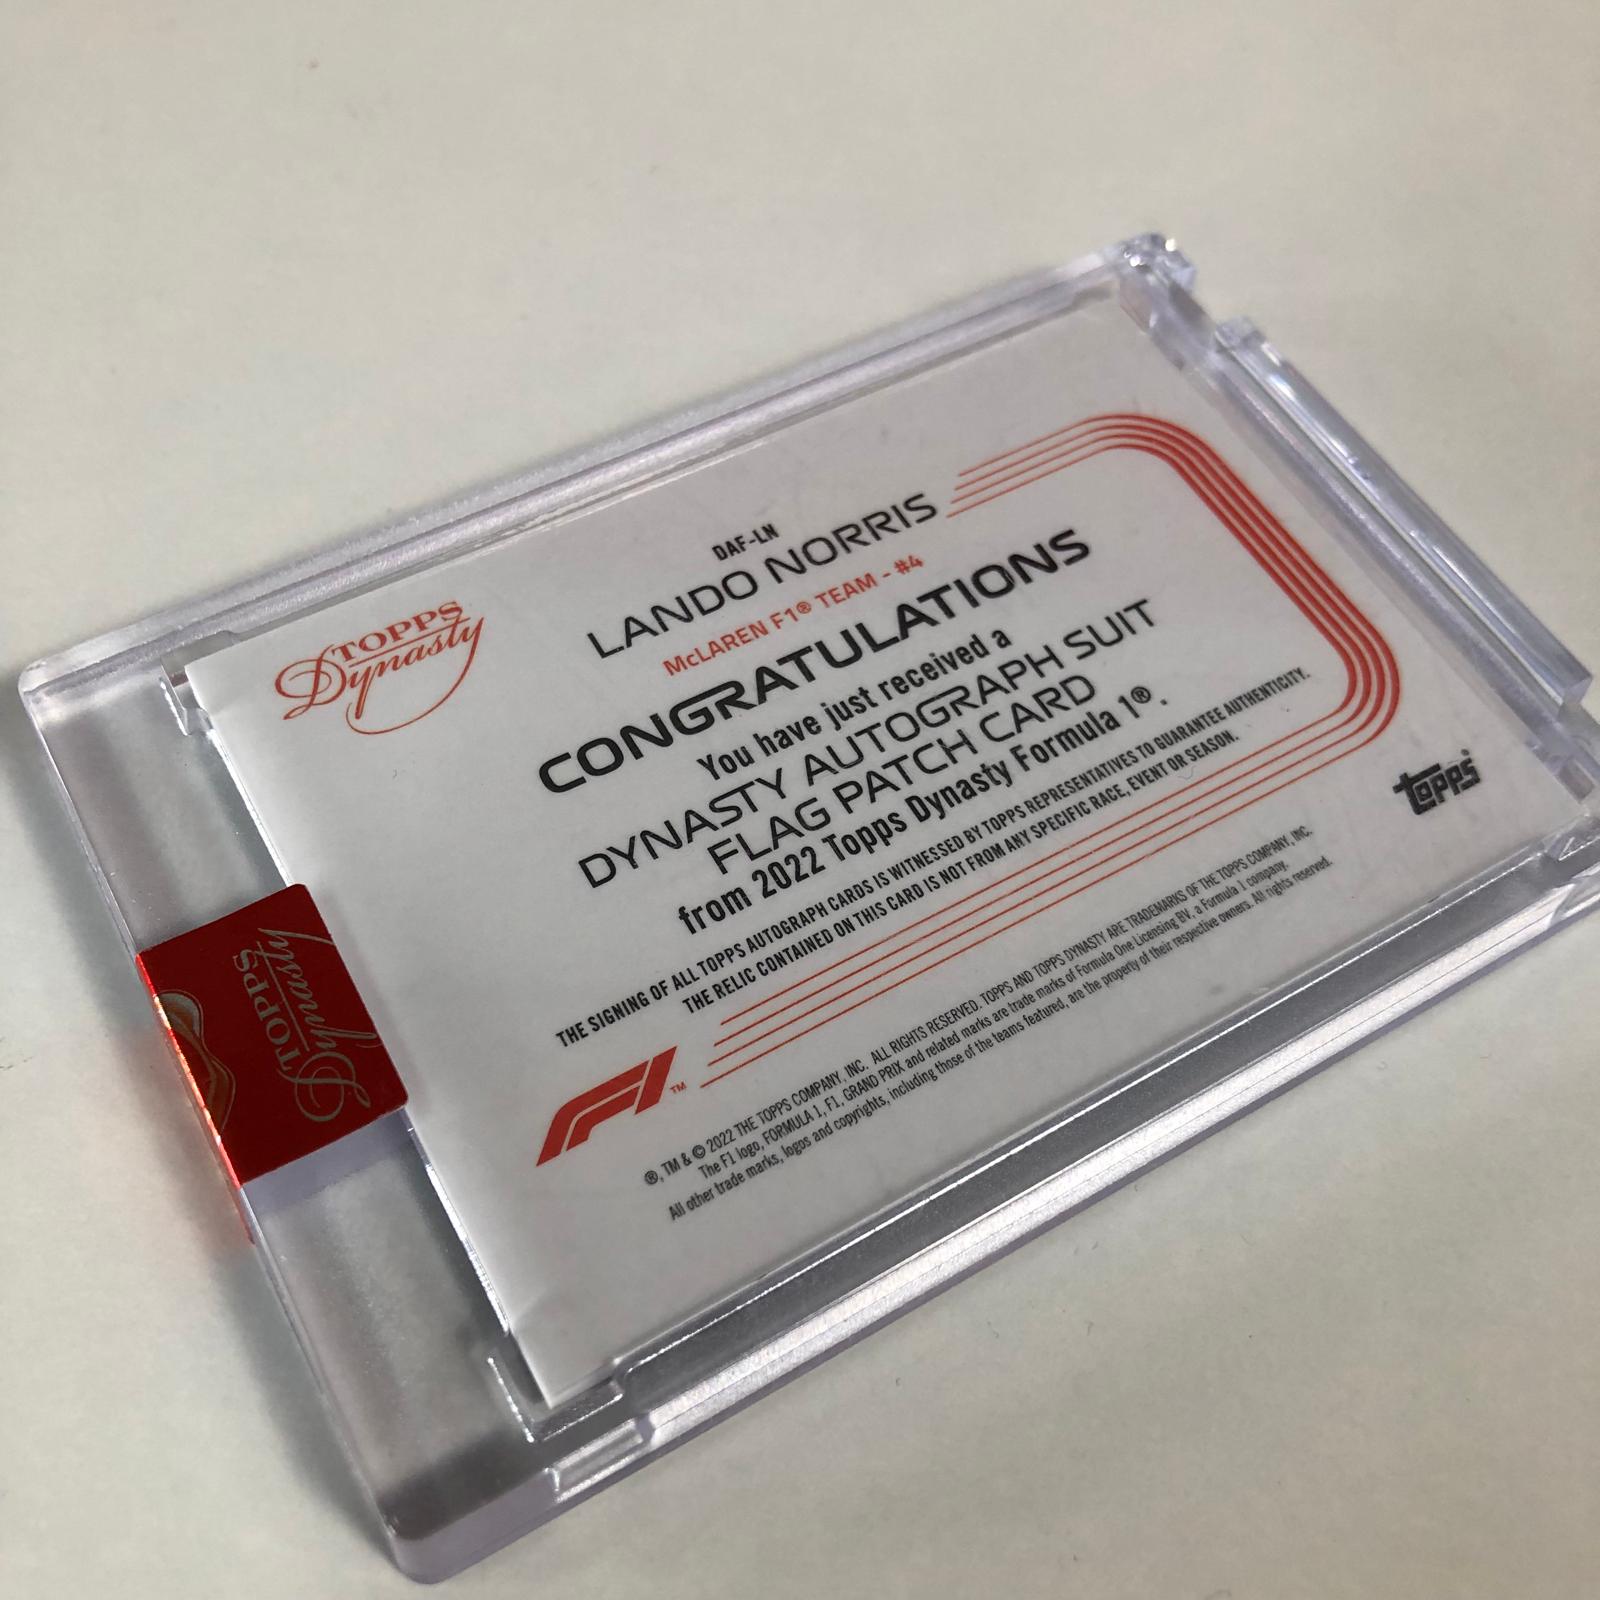 TOPPS
Dynasty
DAF-LN
LANDO NORRIS
McLAREN F1® TEAM - #4
CONGRATULATIONS
You have just received a
DYNASTY AUTOGRAPH SUIT
FLAG PATCH CARD
from 2022 Topps Dynasty Formula 1®.
THE SIGNING OF ALL TOPPS AUTOGRAPH CARDS IS WITNESSED BY TOPPS REPRESENTATIVES TO GUARANTEE AUTHENTICITY.
THE RELIC CONTAINED ON THIS CARD IS NOT FROM ANY SPECIFIC RACE, EVENT OR SEASON.
F1™
topps®
®, TM & © 2022 THE TOPPS COMPANY, INC. ALL RIGHTS RESERVED. TOPPS AND TOPPS DYNASTY ARE TRADEMARKS OF THE TOPPS COMPANY, INC.
The F1 logo, FORMULA 1, F1, GRAND PRIX and related marks are trade marks of Formula One Licensing BV, a Formula 1 company.
All other trade marks, logos and copyrights, including those of the teams featured, are the property of their respective owners. All rights reserved.
TOPPS
Dynasty